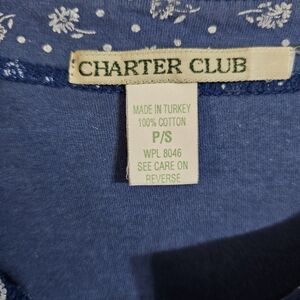 CHARTER CLUB
MADE IN TURKEY
100% COTTON
P/S
WPL 8046
SEE CARE ON
REVERSE